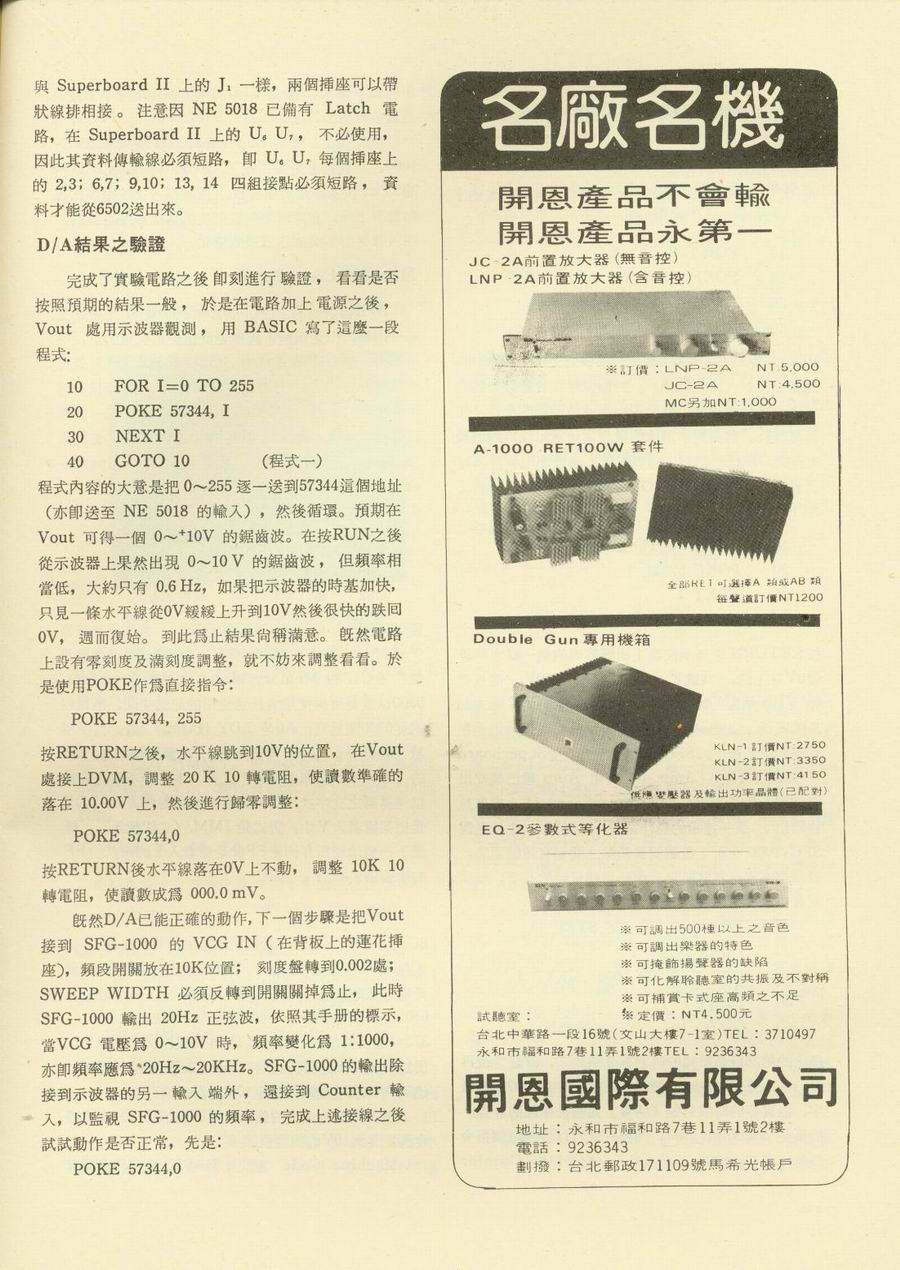 與 Superboard II 上的 J₁ 一樣，兩個揷座可以帶
狀線排相接。注意因 NE 5018 已備有 Latch 電
路，在 Superboard II 上的 U₆ U₇， 不必使用，
因此其資料傳輸線必須短路，卽 U₆ U₇ 每個揷座上
的 2,3；6,7；9,10；13, 14 四組接點必須短路， 資
料才能從6502送出來。
D/A結果之驗證
完成了實驗電路之後卽刻進行驗證， 看看是否
按照預期的結果一般， 於是在電路加上電源之後，
Vout 處用示波器觀測， 用 BASIC 寫了這麼一段
程式：
10 FOR I=0 TO 255
20 POKE 57344, I
30 NEXT I
40 GOTO 10 (程式一)
程式內容的大意是把 0～255 逐一送到57344這個地址
（亦卽送至 NE 5018 的輸入），然後循環。預期在
Vout 可得一個 0～⁺10V 的鋸齒波。在按RUN之後
從示波器上果然出現 0～10 V 的鋸齒波， 但頻率相
當低，大約只有 0.6 Hz，如果把示波器的時基加快，
只見一條水平線從0V緩緩上升到10V然後很快的跌回
0V， 週而復始。 到此爲止結果尙稱滿意。 旣然電路
上設有零刻度及滿刻度調整，就不妨來調整看看。於
是使用POKE作爲直接指令：
POKE 57344, 255
按RETURN之後，水平線跳到10V的位置， 在Vout
處接上DVM，調整 20 K 10 轉電阻，使讀數準確的
落在 10.00V 上，然後進行歸零調整：
POKE 57344,0
按RETURN後水平線落在0V上不動， 調整 10K 10
轉電阻，使讀數成爲 000.0 mV。
旣然D/A已能正確的動作,下一個步驟是把Vout
接到 SFG-1000 的 VCG IN（在背板上的蓮花揷
座），頻段開關放在10K位置； 刻度盤轉到0.002處；
SWEEP WIDTH 必須反轉到開關關掉爲止， 此時
SFG-1000 輸出 20Hz 正弦波，依照其手册的標示，
當VCG 電壓爲 0～10V 時， 頻率變化爲 1:1000,
亦卽頻率應爲20Hz～20KHz。SFG-1000的輸出除
接到示波器的另一輸入端外， 還接到 Counter 輸
入，以監視 SFG-1000 的頻率， 完成上述接線之後
試試動作是否正常，先是：
POKE 57344,0
名廠名機
開恩產品不會輸
開恩產品永第一
JC-2A前置放大器(無音控)
LNP-2A前置放大器(含音控)
※訂價：LNP-2A NT:5,000
JC-2A NT:4,500
MC另加NT:1,000
A-1000 RET100W 套件
全部RET可選擇A 類或AB 類
每聲道訂價NT1200
Double Gun專用機箱
KLN-1訂價NT:2750
KLN-2訂價NT:3350
KLN-3訂價NT:4150
供應變壓器及輸出功率晶體(已配對)
EQ-2參數式等化器
※可調出500種以上之音色
※可調出樂器的特色
※可掩飾揚聲器的缺陷
※可化解聆聽室的共振及不對稱
※可補賞卡式座高頻之不足
試聽室： ※定價：NT4,500元
台北中華路一段16號(文山大樓7-1室)TEL：3710497
永和市福和路7巷11弄1號2樓TEL：9236343
開恩國際有限公司
地址：永和市福和路7巷11弄1號2樓
電話：9236343
劃撥：台北郵政171109號馬希光帳戶